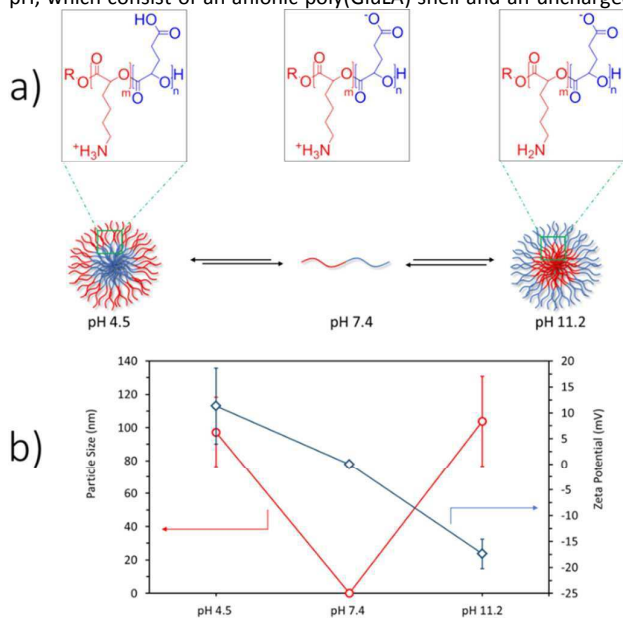 pH, which consist of an anionic poly(GluLA) shell and an uncharged
a)
HO
O
R
O
O
O
m
O
O
H
n
+H3N
-O
O
R
O
O
O
m
O
O
H
n
+H3N
-O
O
R
O
O
O
m
O
O
H
n
H2N
pH 4.5
pH 7.4
pH 11.2
b)
Particle Size (nm)
140
120
100
80
60
40
20
0
20
15
10
5
0
-5
-10
-15
-20
-25
Zeta Potential (mV)
pH 4.5
pH 7.4
pH 11.2